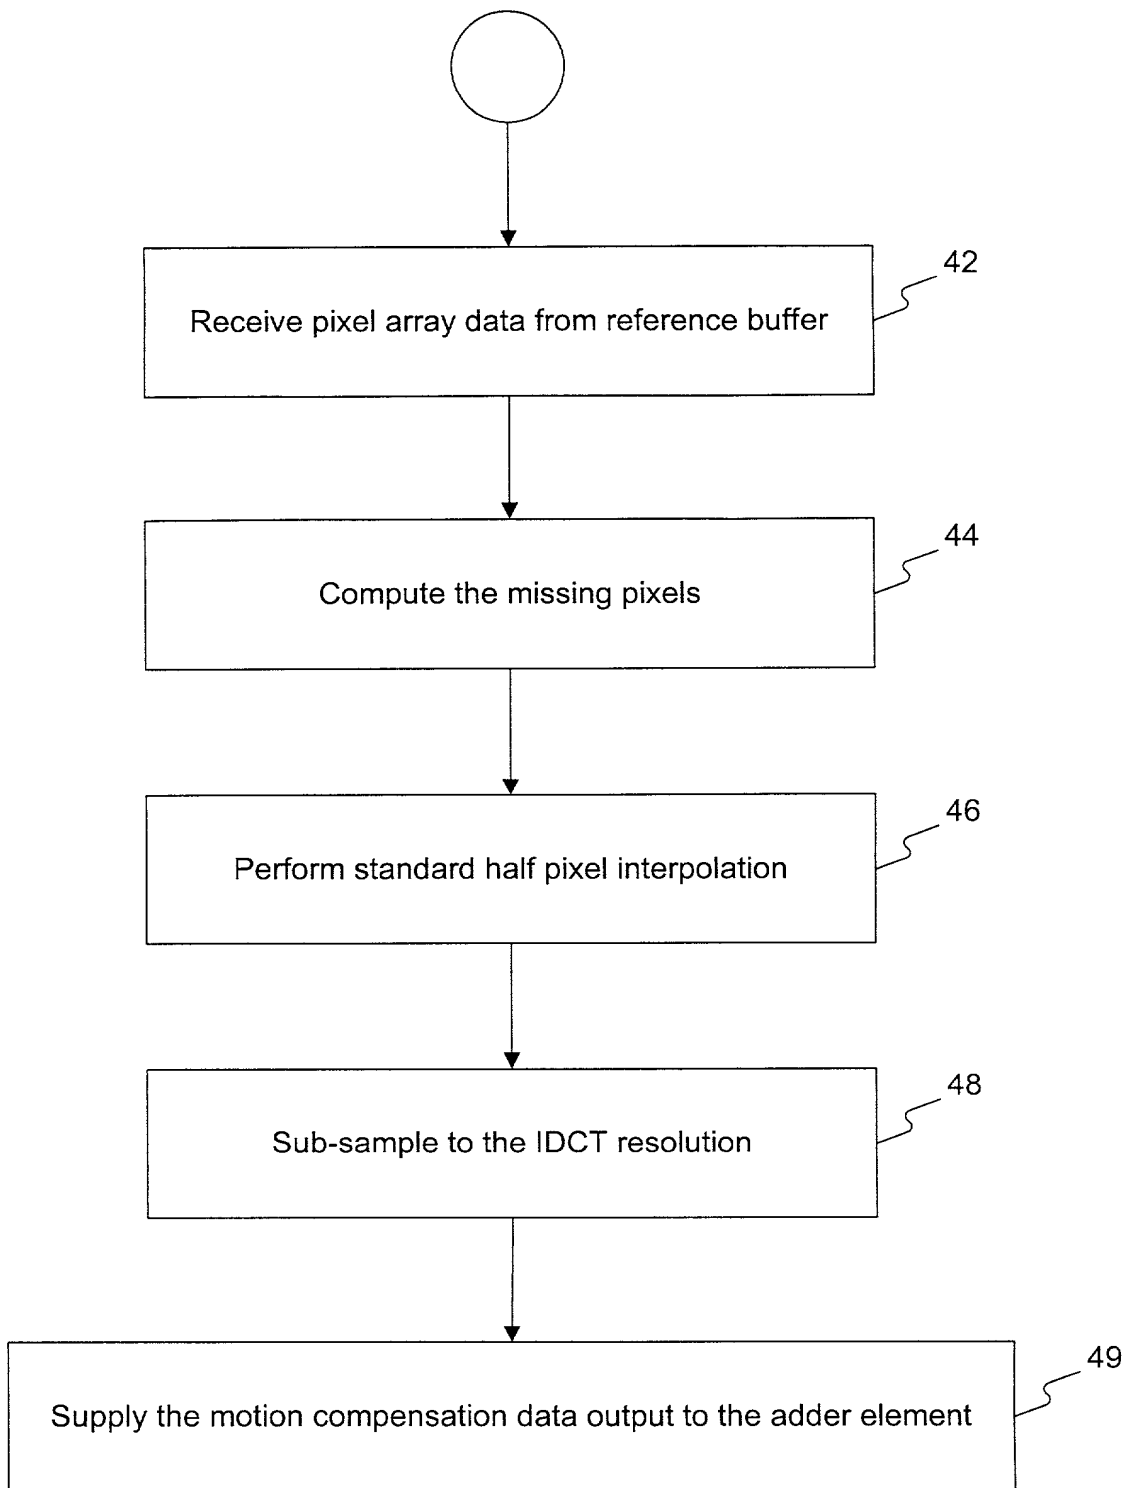 42
Receive pixel array data from reference buffer
44
Compute the missing pixels
46
Perform standard half pixel interpolation
48
Sub-sample to the IDCT resolution
49
Supply the motion compensation data output to the adder element